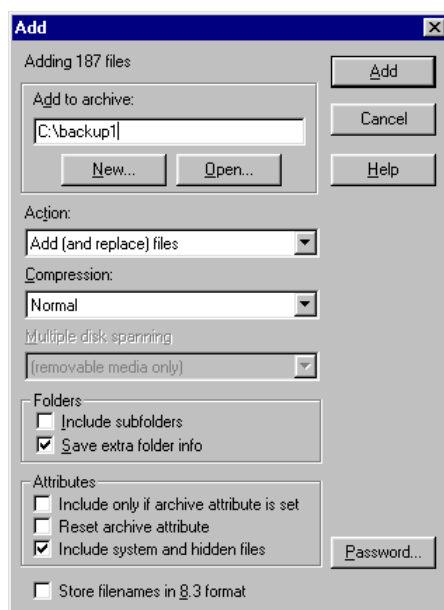 Add
Adding 187 files
Add
Add to archive:
C:\backup1
Cancel
New...
Open...
Help
Action:
Add (and replace) files
Compression:
Normal
Multiple disk spanning
(removable media only)
Folders
Include subfolders
Save extra folder info
Attributes
Include only if archive attribute is set
Reset archive attribute
Include system and hidden files
Password...
Store filenames in 8.3 format